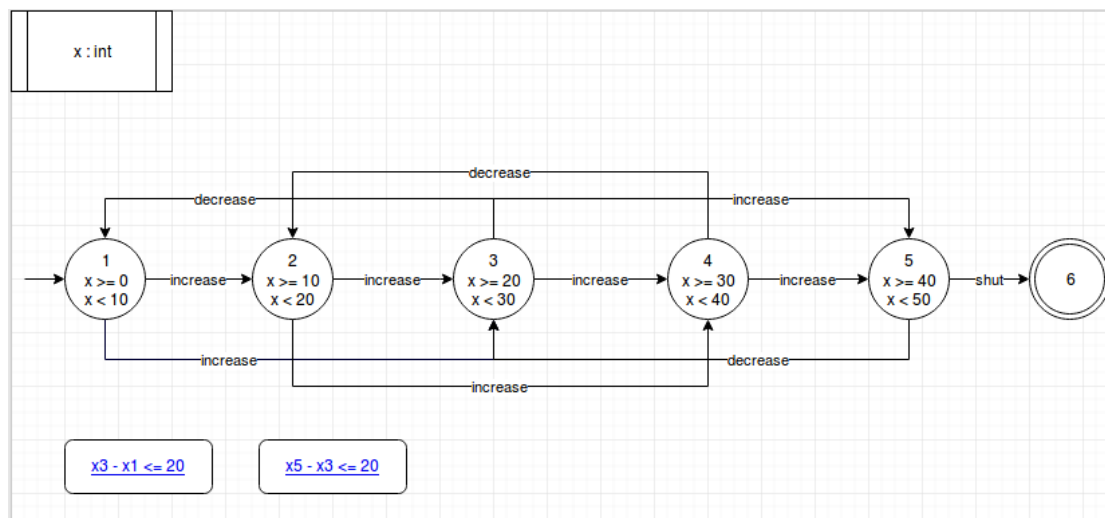 x : int
decrease
decrease
increase
1
x >= 0
x < 10
increase
2
x >= 10
x < 20
increase
3
x >= 20
x < 30
increase
4
x >= 30
x < 40
increase
5
x >= 40
x < 50
shut
6
increase
decrease
increase
x3 - x1 <= 20
x5 - x3 <= 20